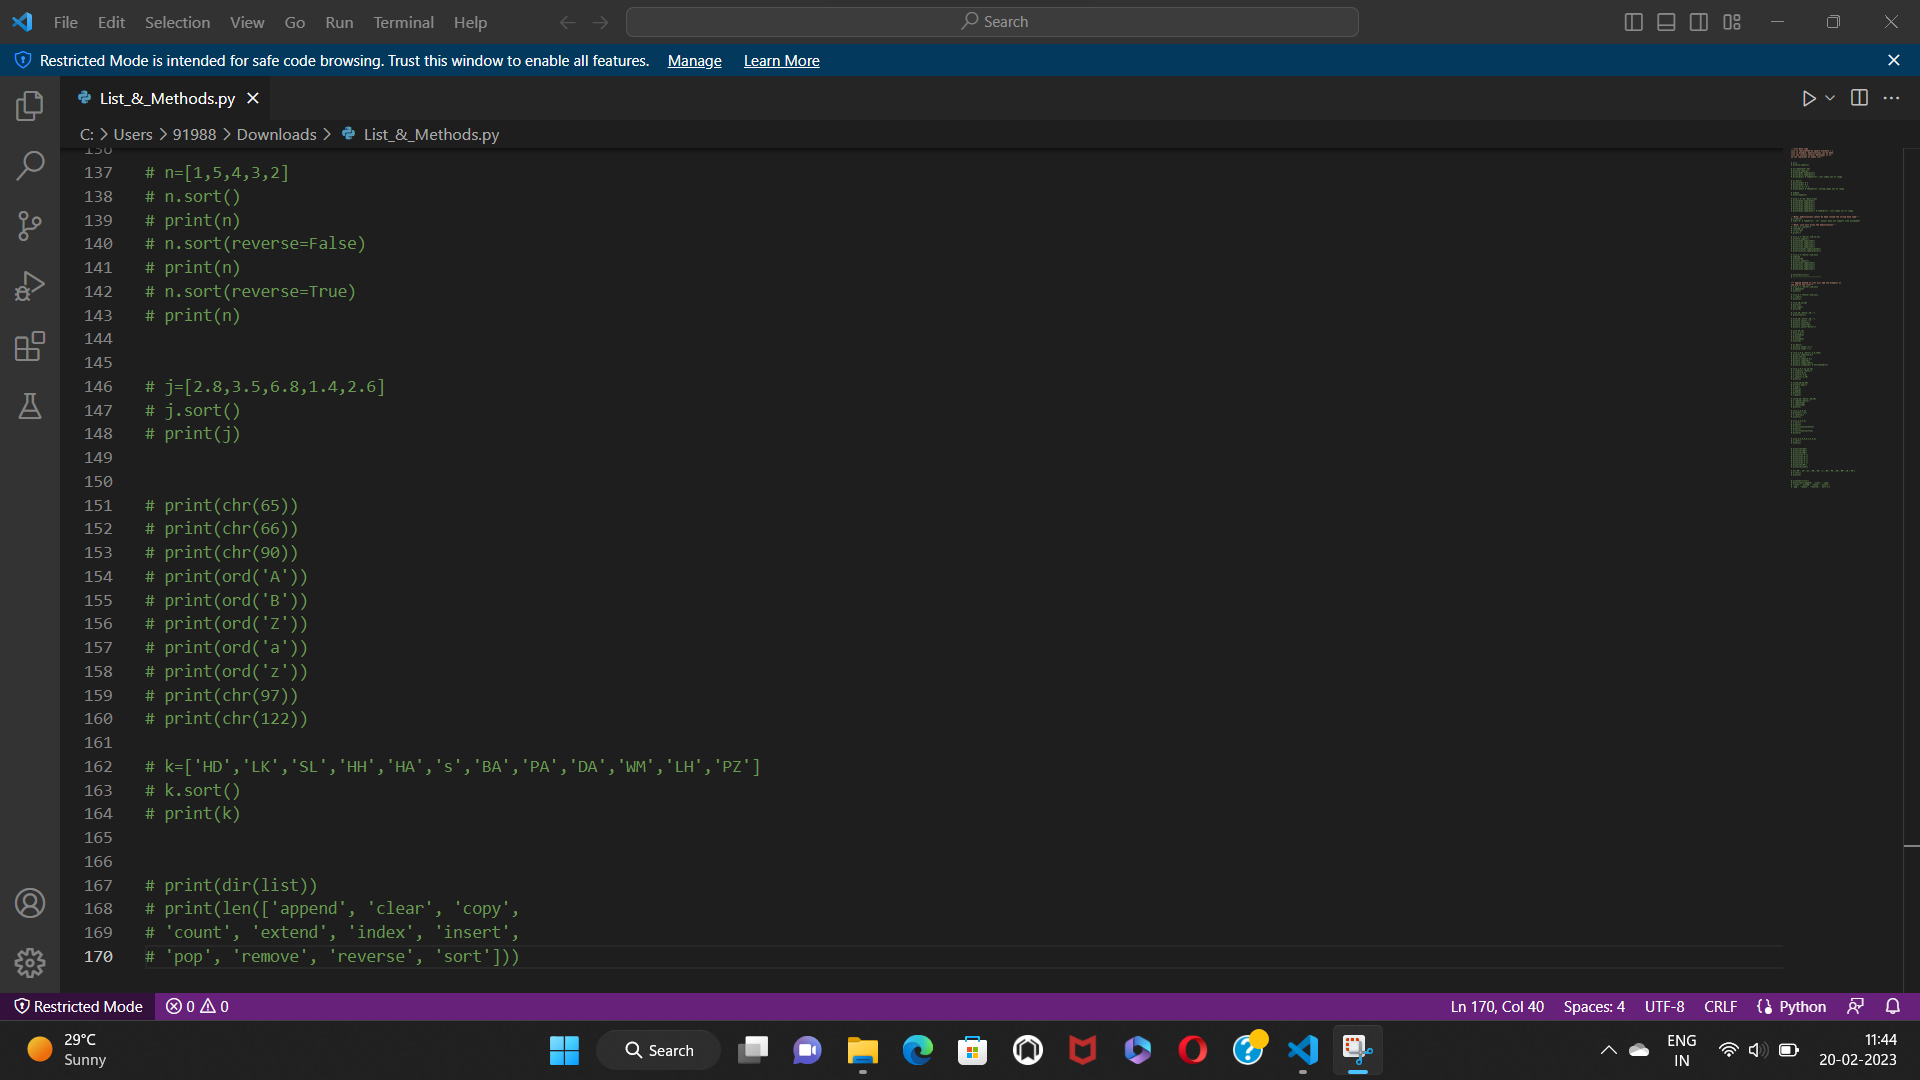 File Edit Selection View Go Run Terminal Help Search
Restricted Mode is intended for safe code browsing. Trust this window to enable all features. Manage Learn More
List_&_Methods.py
C: > Users > 91988 > Downloads > List_&_Methods.py
136
137 # n=[1,5,4,3,2]
138 # n.sort()
139 # print(n)
140 # n.sort(reverse=False)
141 # print(n)
142 # n.sort(reverse=True)
143 # print(n)
144
145
146 # j=[2.8,3.5,6.8,1.4,2.6]
147 # j.sort()
148 # print(j)
149
150
151 # print(chr(65))
152 # print(chr(66))
153 # print(chr(90))
154 # print(ord('A'))
155 # print(ord('B'))
156 # print(ord('Z'))
157 # print(ord('a'))
158 # print(ord('z'))
159 # print(chr(97))
160 # print(chr(122))
161
162 # k=['HD','LK','SL','HH','HA','s','BA','PA','DA','WM','LH','PZ']
163 # k.sort()
164 # print(k)
165
166
167 # print(dir(list))
168 # print(len(['append', 'clear', 'copy',
169 # 'count', 'extend', 'index', 'insert',
170 # 'pop', 'remove', 'reverse', 'sort']))
Restricted Mode 0 0 Ln 170, Col 40 Spaces: 4 UTF-8 CRLF Python
29°C
Sunny
Search
ENG
IN
11:44
20-02-2023